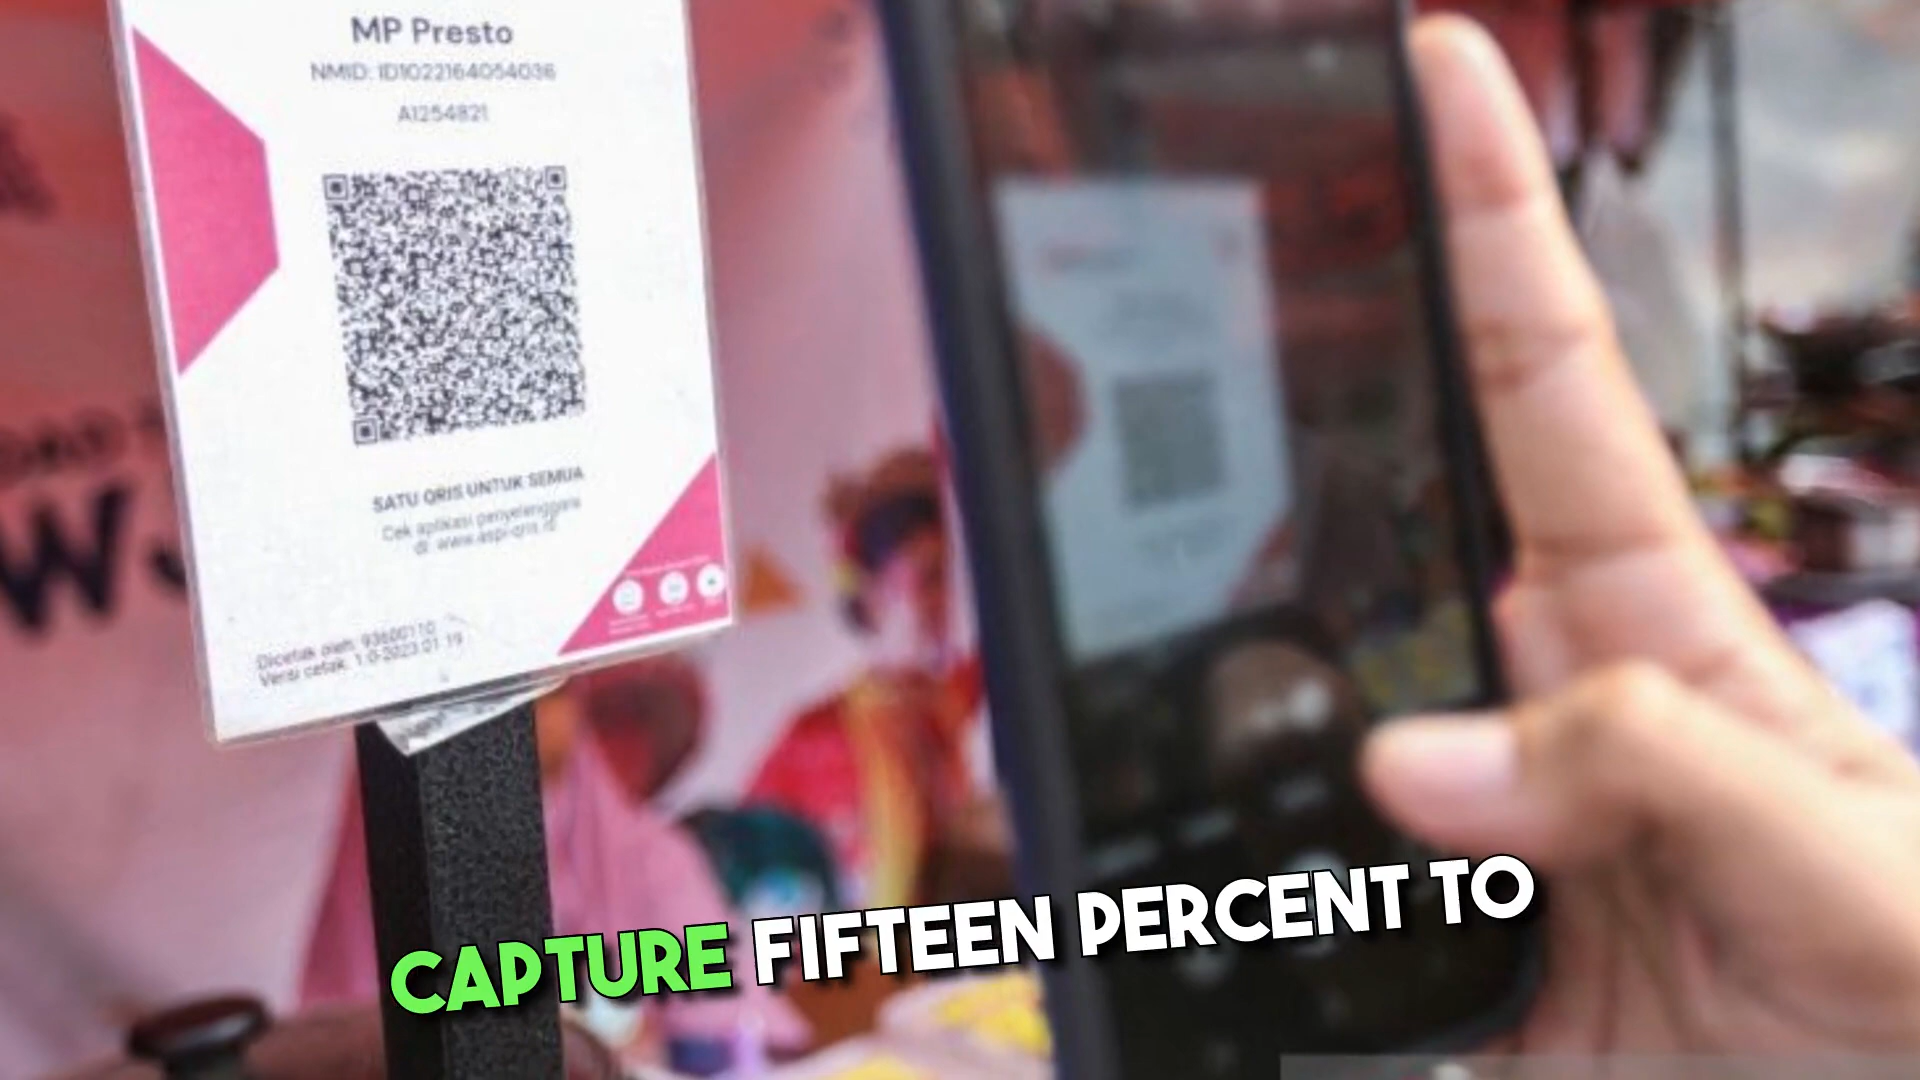 MP Presto
NMID: ID1022164054036
A1254821
SATU QRIS UNTUK SEMUA
Cek aplikasi penyelenggara
di: www.aspi-qris.id
Dicetak oleh: 93600110
Versi cetak: 1.0-2023.01.19
W
CAPTURE FIFTEEN PERCENT TO